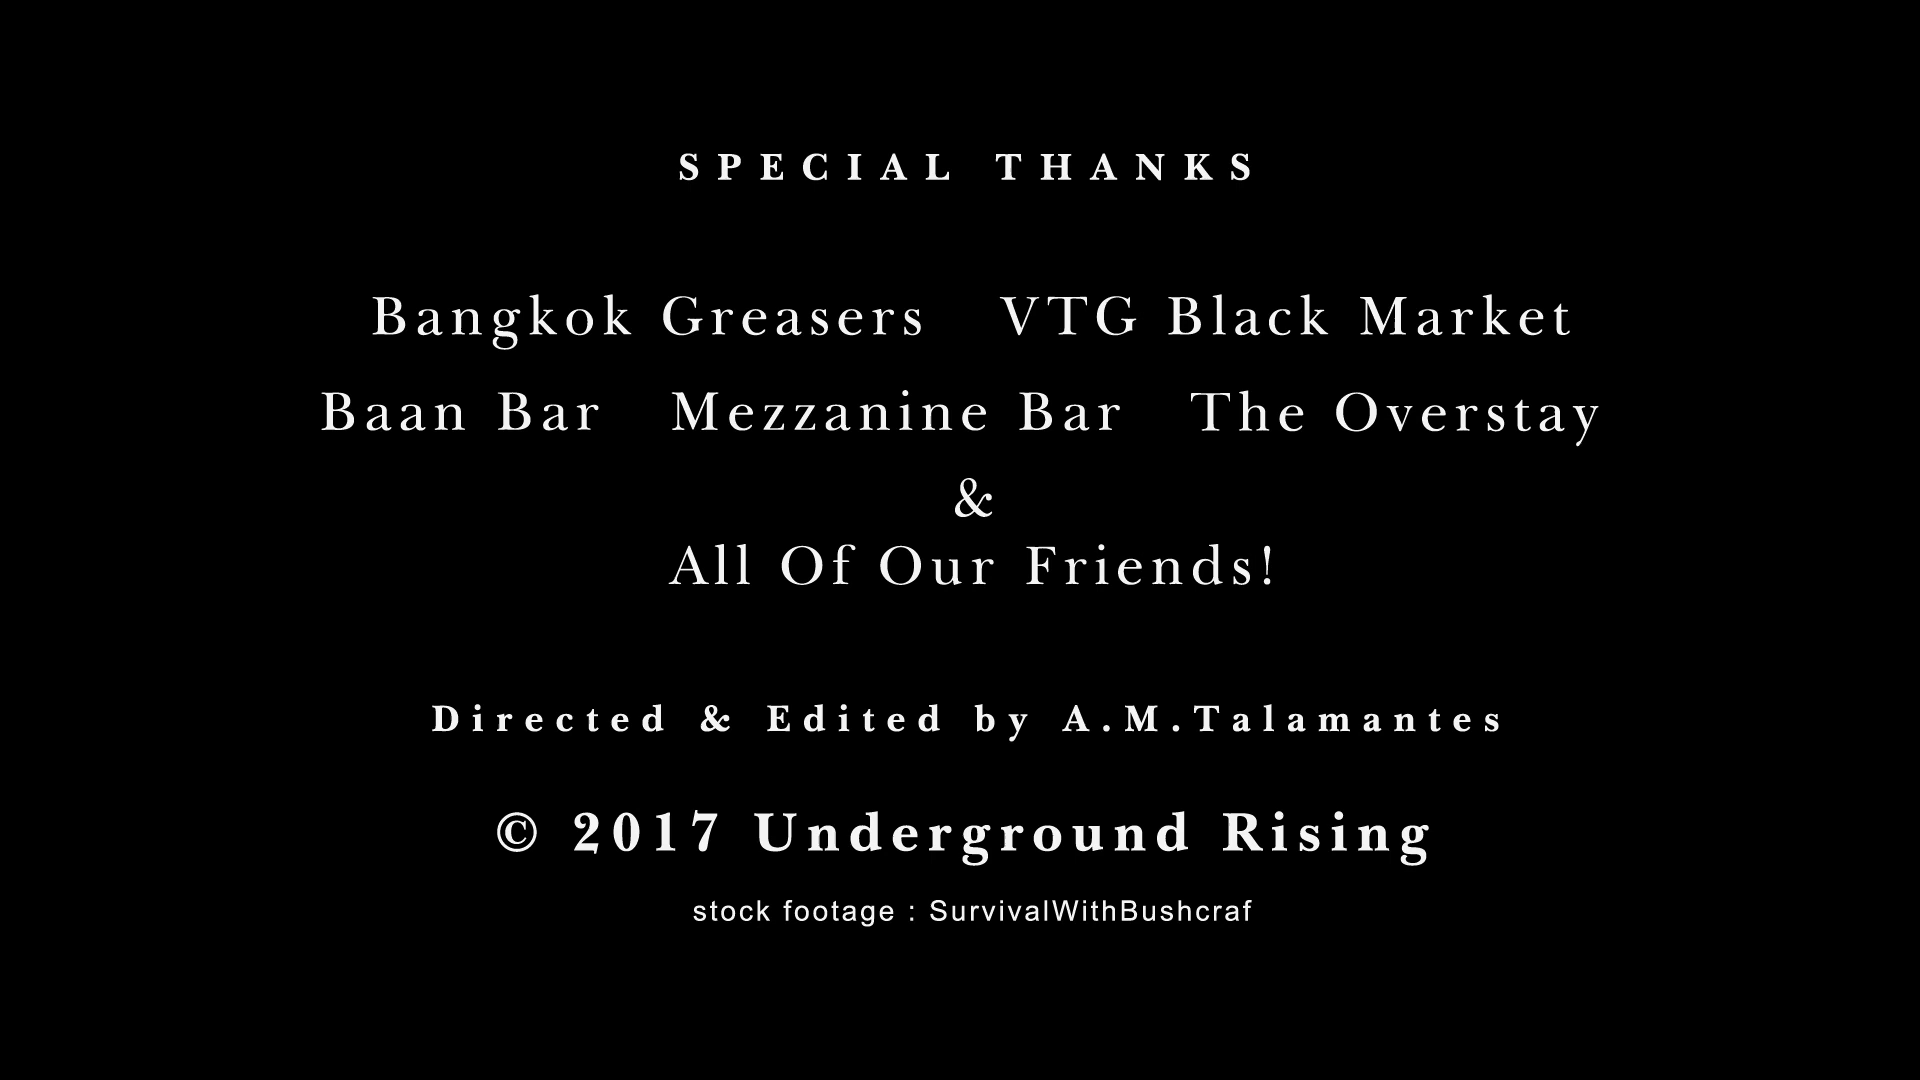 SPECIAL THANKS
Bangkok Greasers VTG Black Market
Baan Bar Mezzanine Bar The Overstay
&
All Of Our Friends!
Directed & Edited by A.M.Talamantes
© 2017 Underground Rising
stock footage : SurvivalWithBushcraf